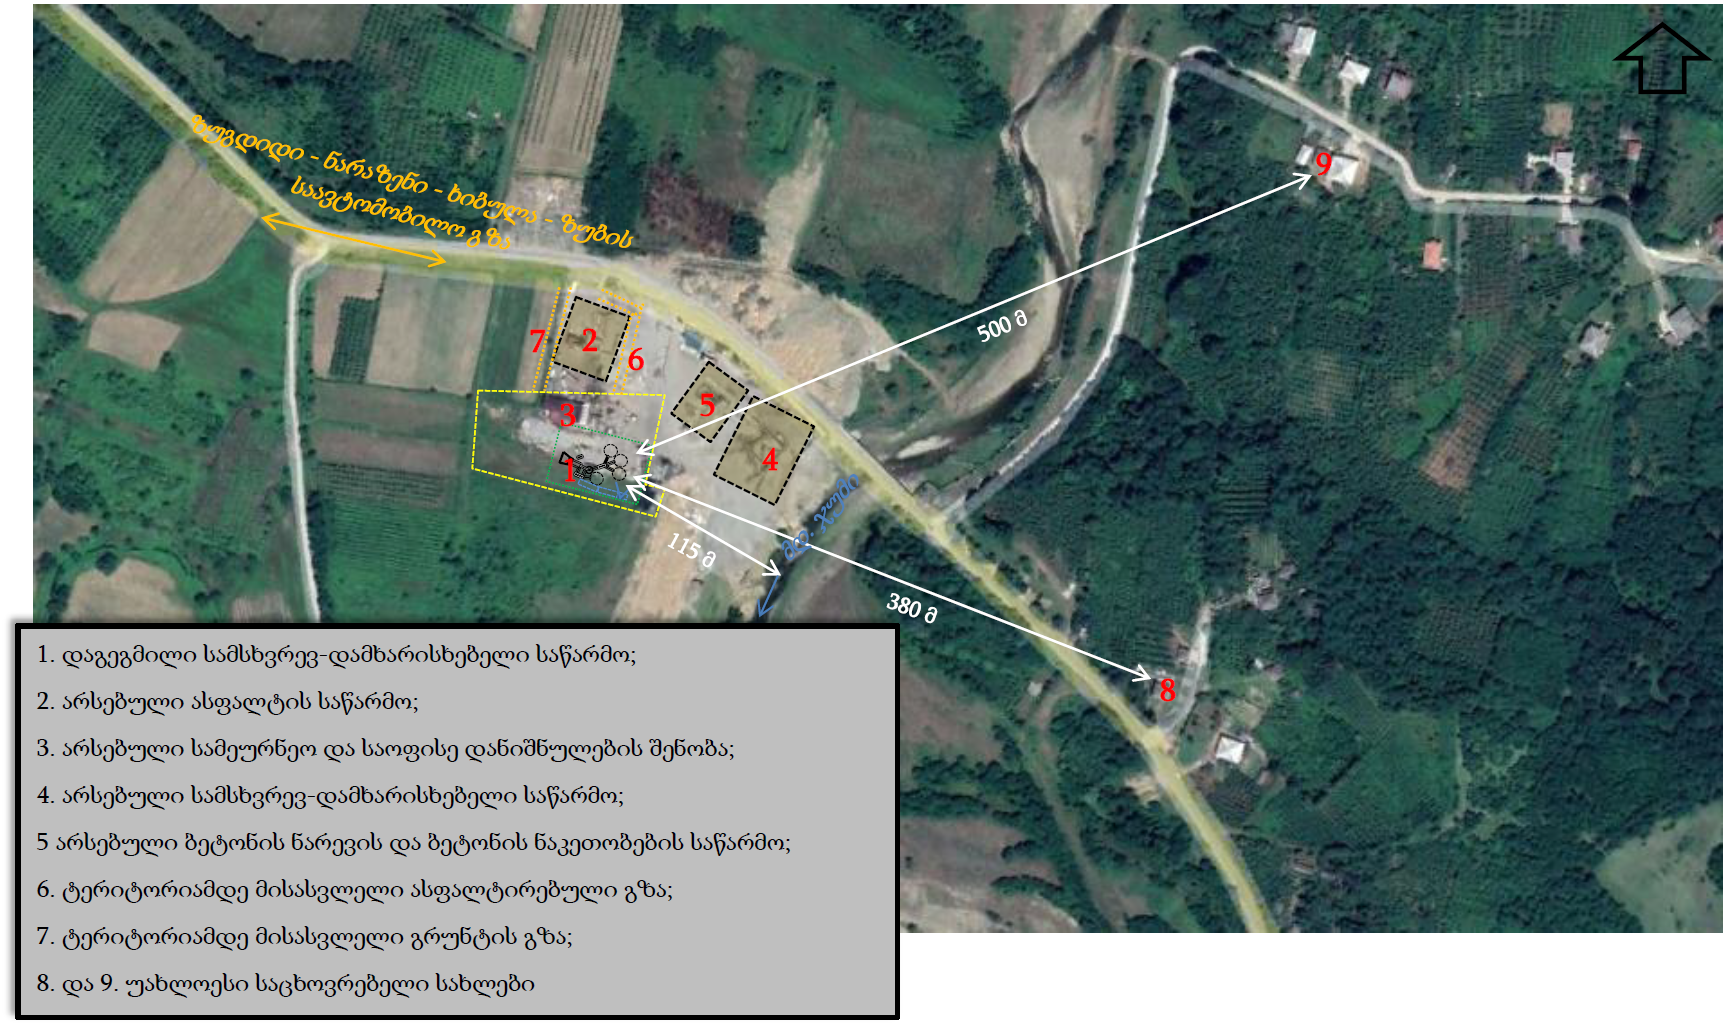 ზუგდიდი - ნარაზენი - ხიბულა - ზუბის
საავტომობილო გზა
9
500 მ
7
2
6
3
5
4
1
მდ. ჯუმი
115 მ
380 მ
8
1. დაგეგმილი სამსხვრევ-დამხარისხებელი საწარმო;
2. არსებული ასფალტის საწარმო;
3. არსებული სამეურნეო და საოფისე დანიშნულების შენობა;
4. არსებული სამსხვრევ-დამხარისხებელი საწარმო;
5 არსებული ბეტონის ნარევის და ბეტონის ნაკეთობების საწარმო;
6. ტერიტორიამდე მისასვლელი ასფალტირებული გზა;
7. ტერიტორიამდე მისასვლელი გრუნტის გზა;
8. და 9. უახლოესი საცხოვრებელი სახლები